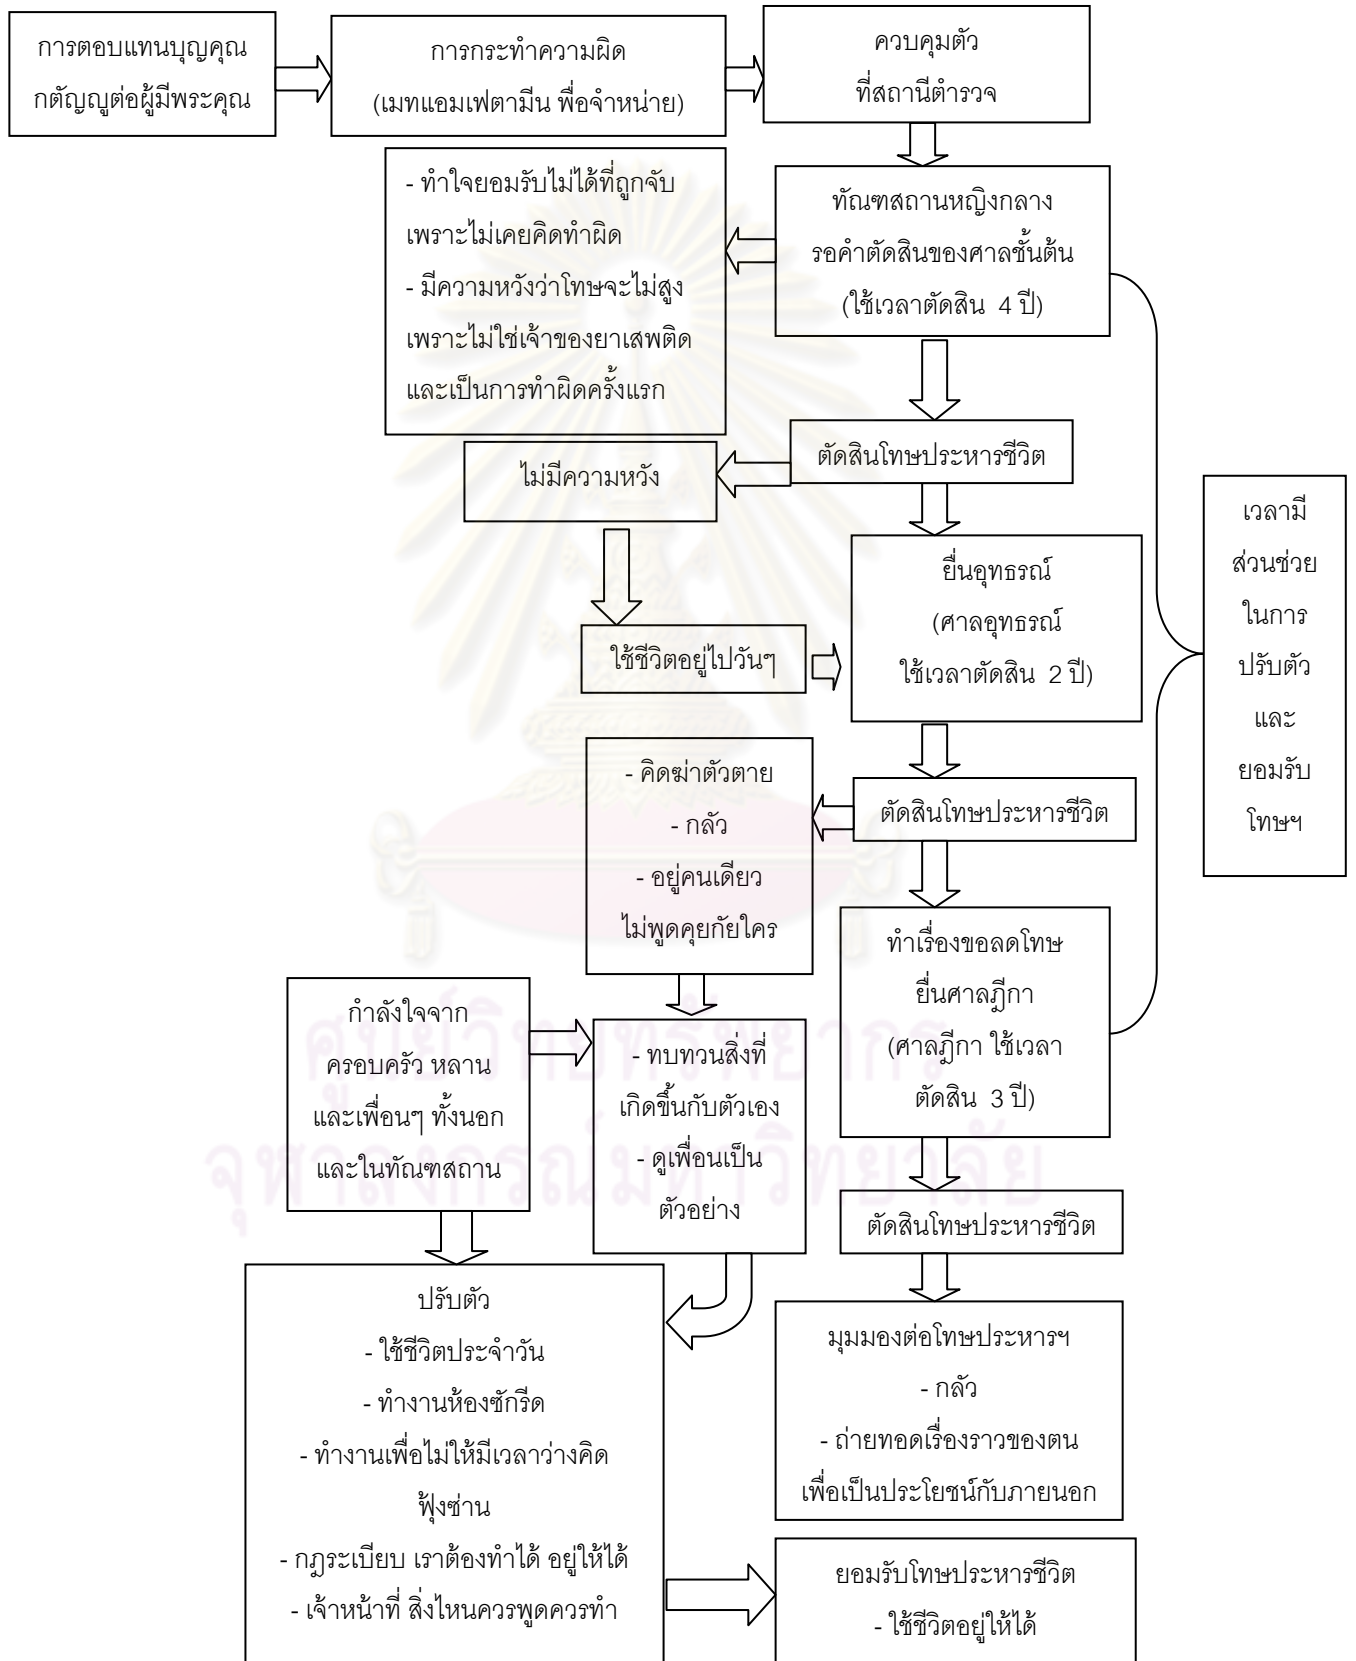 การตอบแทนบุญคุณ
กตัญญูต่อผู้มีพระคุณ
การกระทำความผิด
(เมทแอมเฟตามีน พื่อจำหน่าย)
ควบคุมตัว
ที่สถานีตำรวจ
- ทำใจยอมรับไม่ได้ที่ถูกจับ
เพราะไม่เคยคิดทำผิด
- มีความหวังว่าโทษจะไม่สูง
เพราะไม่ใช่เจ้าของยาเสพติด
และเป็นการทำผิดครั้งแรก
ทัณฑสถานหญิงกลาง
รอคำตัดสินของศาลชั้นต้น
(ใช้เวลาตัดสิน 4 ปี)
ตัดสินโทษประหารชีวิต
ไม่มีความหวัง
ใช้ชีวิตอยู่ไปวันๆ
ยื่นอุทธรณ์
(ศาลอุทธรณ์
ใช้เวลาตัดสิน 2 ปี)
เวลามี
ส่วนช่วย
ในการ
ปรับตัว
และ
ยอมรับ
โทษฯ
- คิดฆ่าตัวตาย
- กลัว
- อยู่คนเดียว
ไม่พูดคุยกัยใคร
ตัดสินโทษประหารชีวิต
ทำเรื่องขอลดโทษ
ยื่นศาลฎีกา
(ศาลฎีกา ใช้เวลา
ตัดสิน 3 ปี)
กำลังใจจาก
ครอบครัว หลาน
และเพื่อนๆ ทั้งนอก
และในทัณฑสถาน
- ทบทวนสิ่งที่
เกิดขึ้นกับตัวเอง
- ดูเพื่อนเป็น
ตัวอย่าง
ตัดสินโทษประหารชีวิต
ปรับตัว
- ใช้ชีวิตประจำวัน
- ทำงานห้องซักรีด
- ทำงานเพื่อไม่ให้มีเวลาว่างคิด
ฟุ้งซ่าน
- กฎระเบียบ เราต้องทำได้ อยู่ให้ได้
- เจ้าหน้าที่ สิ่งไหนควรพูดควรทำ
มุมมองต่อโทษประหารฯ
- กลัว
- ถ่ายทอดเรื่องราวของตน
เพื่อเป็นประโยชน์กับภายนอก
ยอมรับโทษประหารชีวิต
- ใช้ชีวิตอยู่ให้ได้
ศูนย์วิทยทรัพยากร
จุฬาลงกรณ์มหาวิทยาลัย